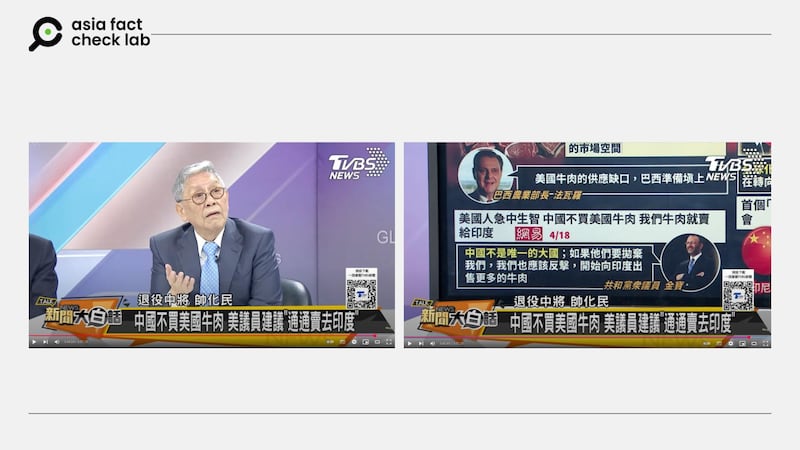 asia fact
check lab
TVBS
NEWS
GL
退役中將 帥化民
TALK
新聞大白話
中國不買美國牛肉 美議員建議"通通賣去印度"
的市場空間
TVBS
NEWS
美國牛肉的供應缺口，巴西準備填上
巴西農業部長-法瓦羅
在轉向
美國人急中生智 中國不買美國牛肉 我們牛肉就賣
給印度 網易 4/18
首個
會
中國不是唯一的大國；如果他們要拋棄
我們，我們也應該反擊，開始向印度出
售更多的牛肉
共和黨眾議員 金寶
印尼
退役中將 帥化民
TALK
新聞大白話
中國不買美國牛肉 美議員建議"通通賣去印度"